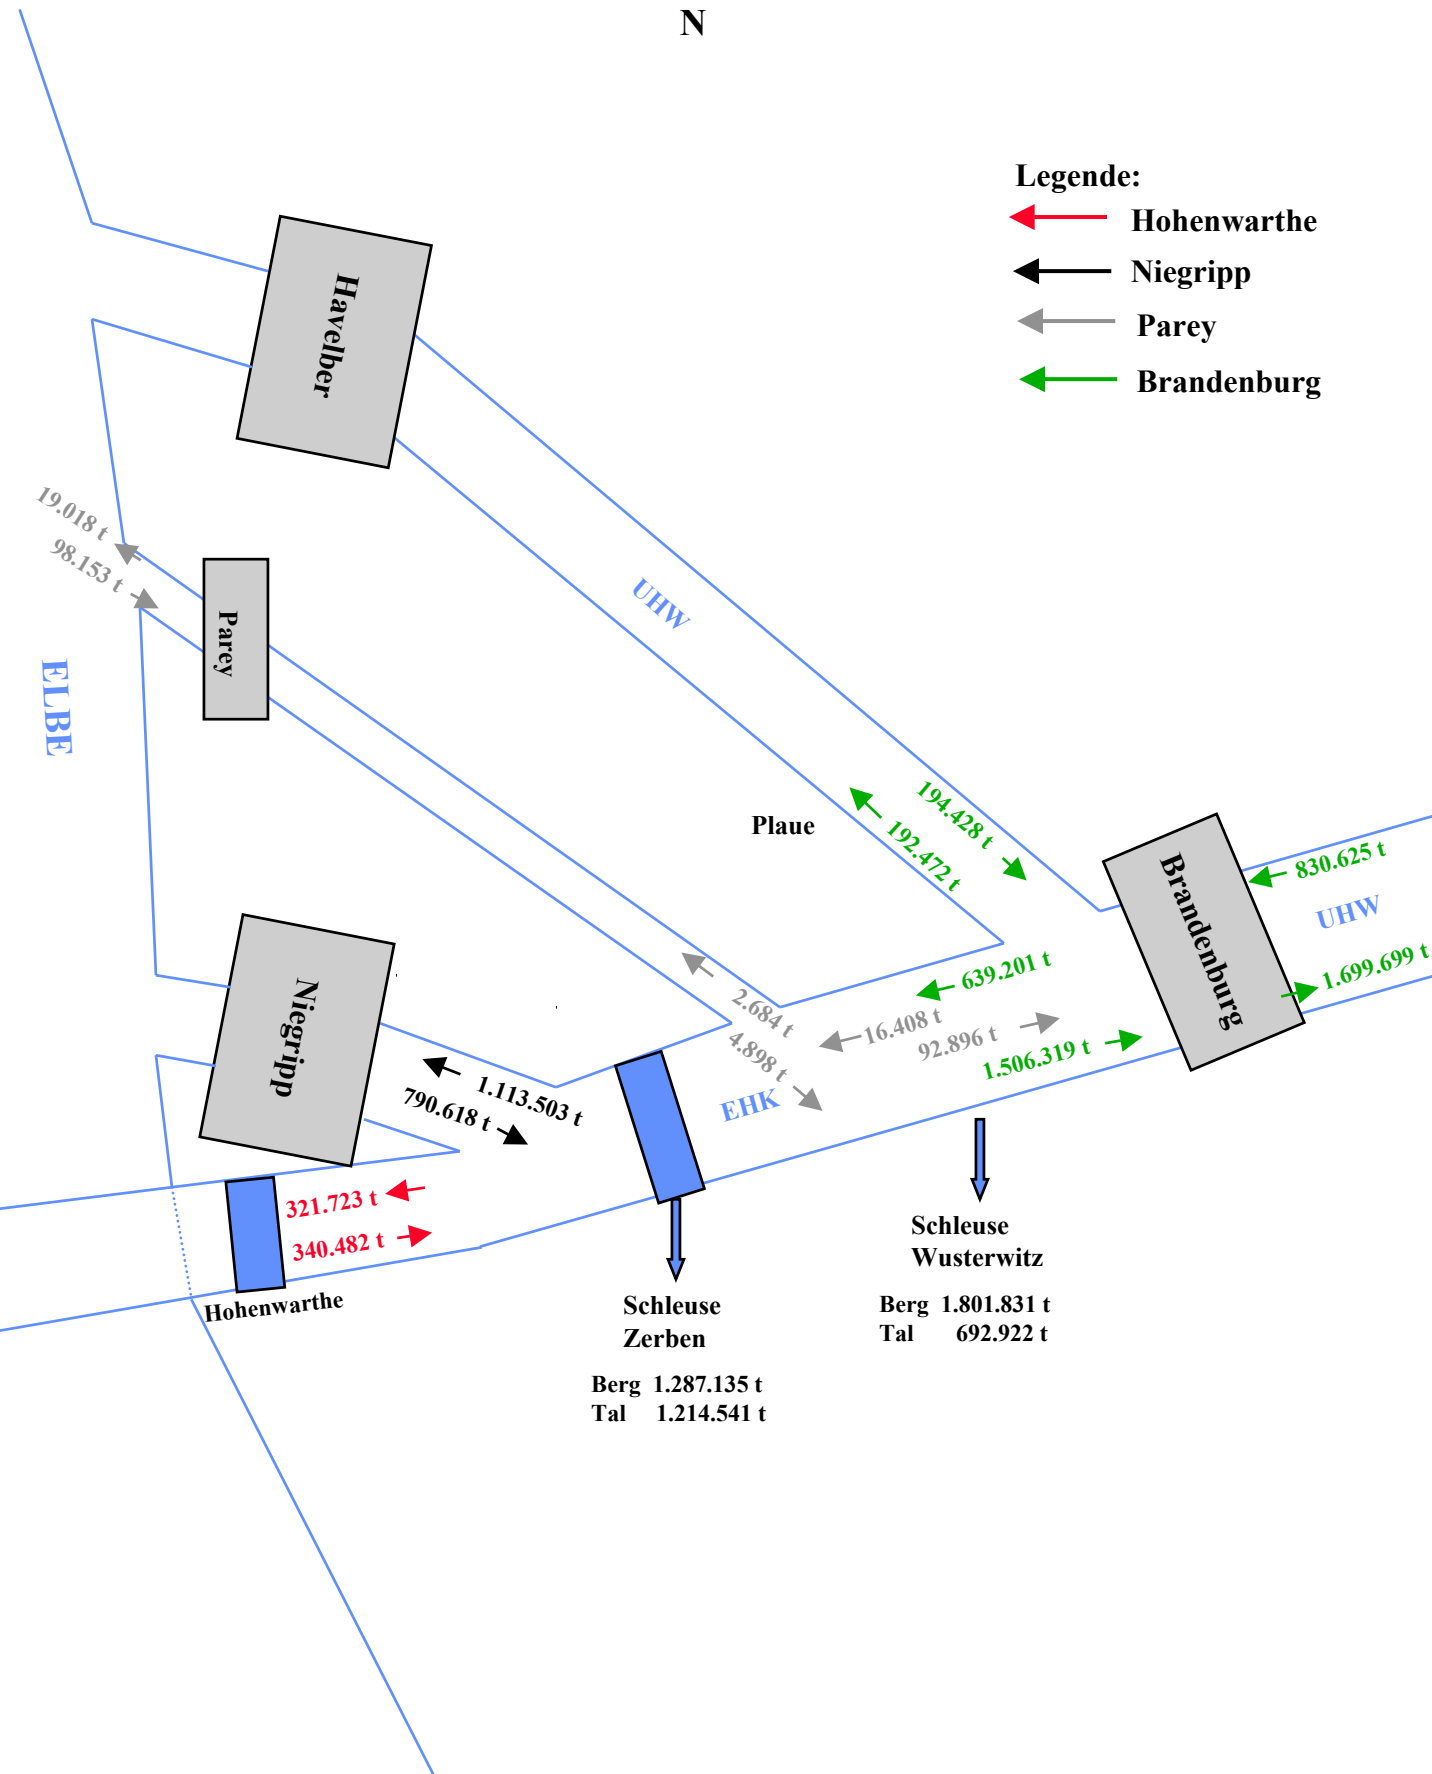 N
Legende:
Hohenwarthe
Niegripp
Parey
Brandenburg
Havelber
19.018 t
98.153 t
UHW
Parey
ELBE
Plaue
194.428 t
192.472 t
Brandenburg
830.625 t
UHW
1.699.699 t
639.201 t
2.684 t
16.408 t
92.896 t
4.898 t
1.506.319 t
Niegripp
1.113.503 t
790.618 t
EHK
321.723 t
340.482 t
Hohenwarthe
Schleuse
Wusterwitz
Berg 1.801.831 t
Tal 692.922 t
Schleuse
Zerben
Berg 1.287.135 t
Tal 1.214.541 t